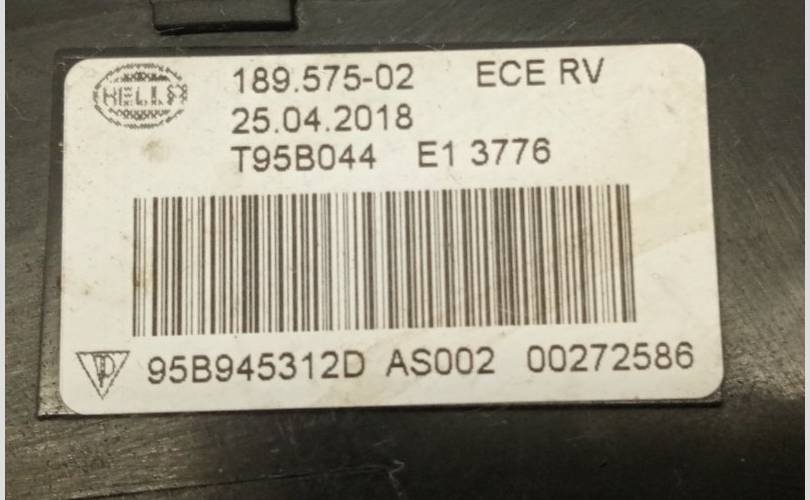 HELLA
189.575-02 ECE RV
25.04.2018
T95B044 E1 3776
95B945312D AS002 00272586